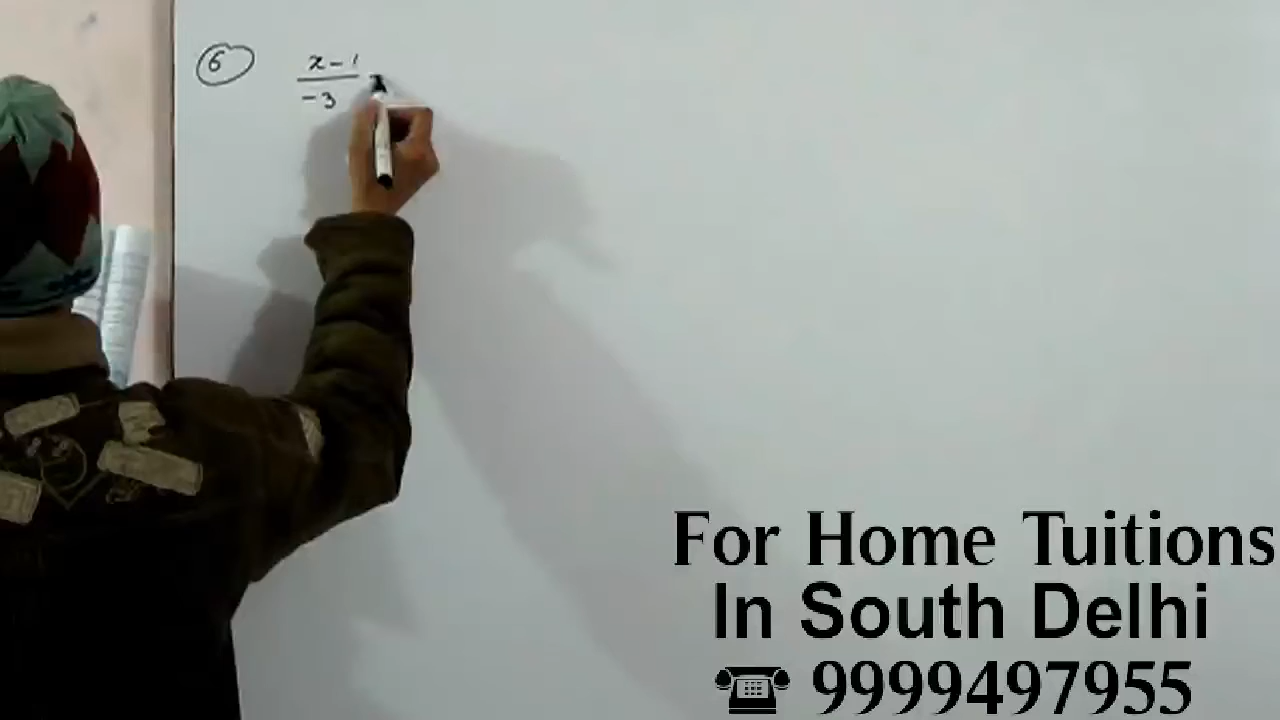 6 x-1/-3 =
For Home Tuitions
In South Delhi
☎ 9999497955